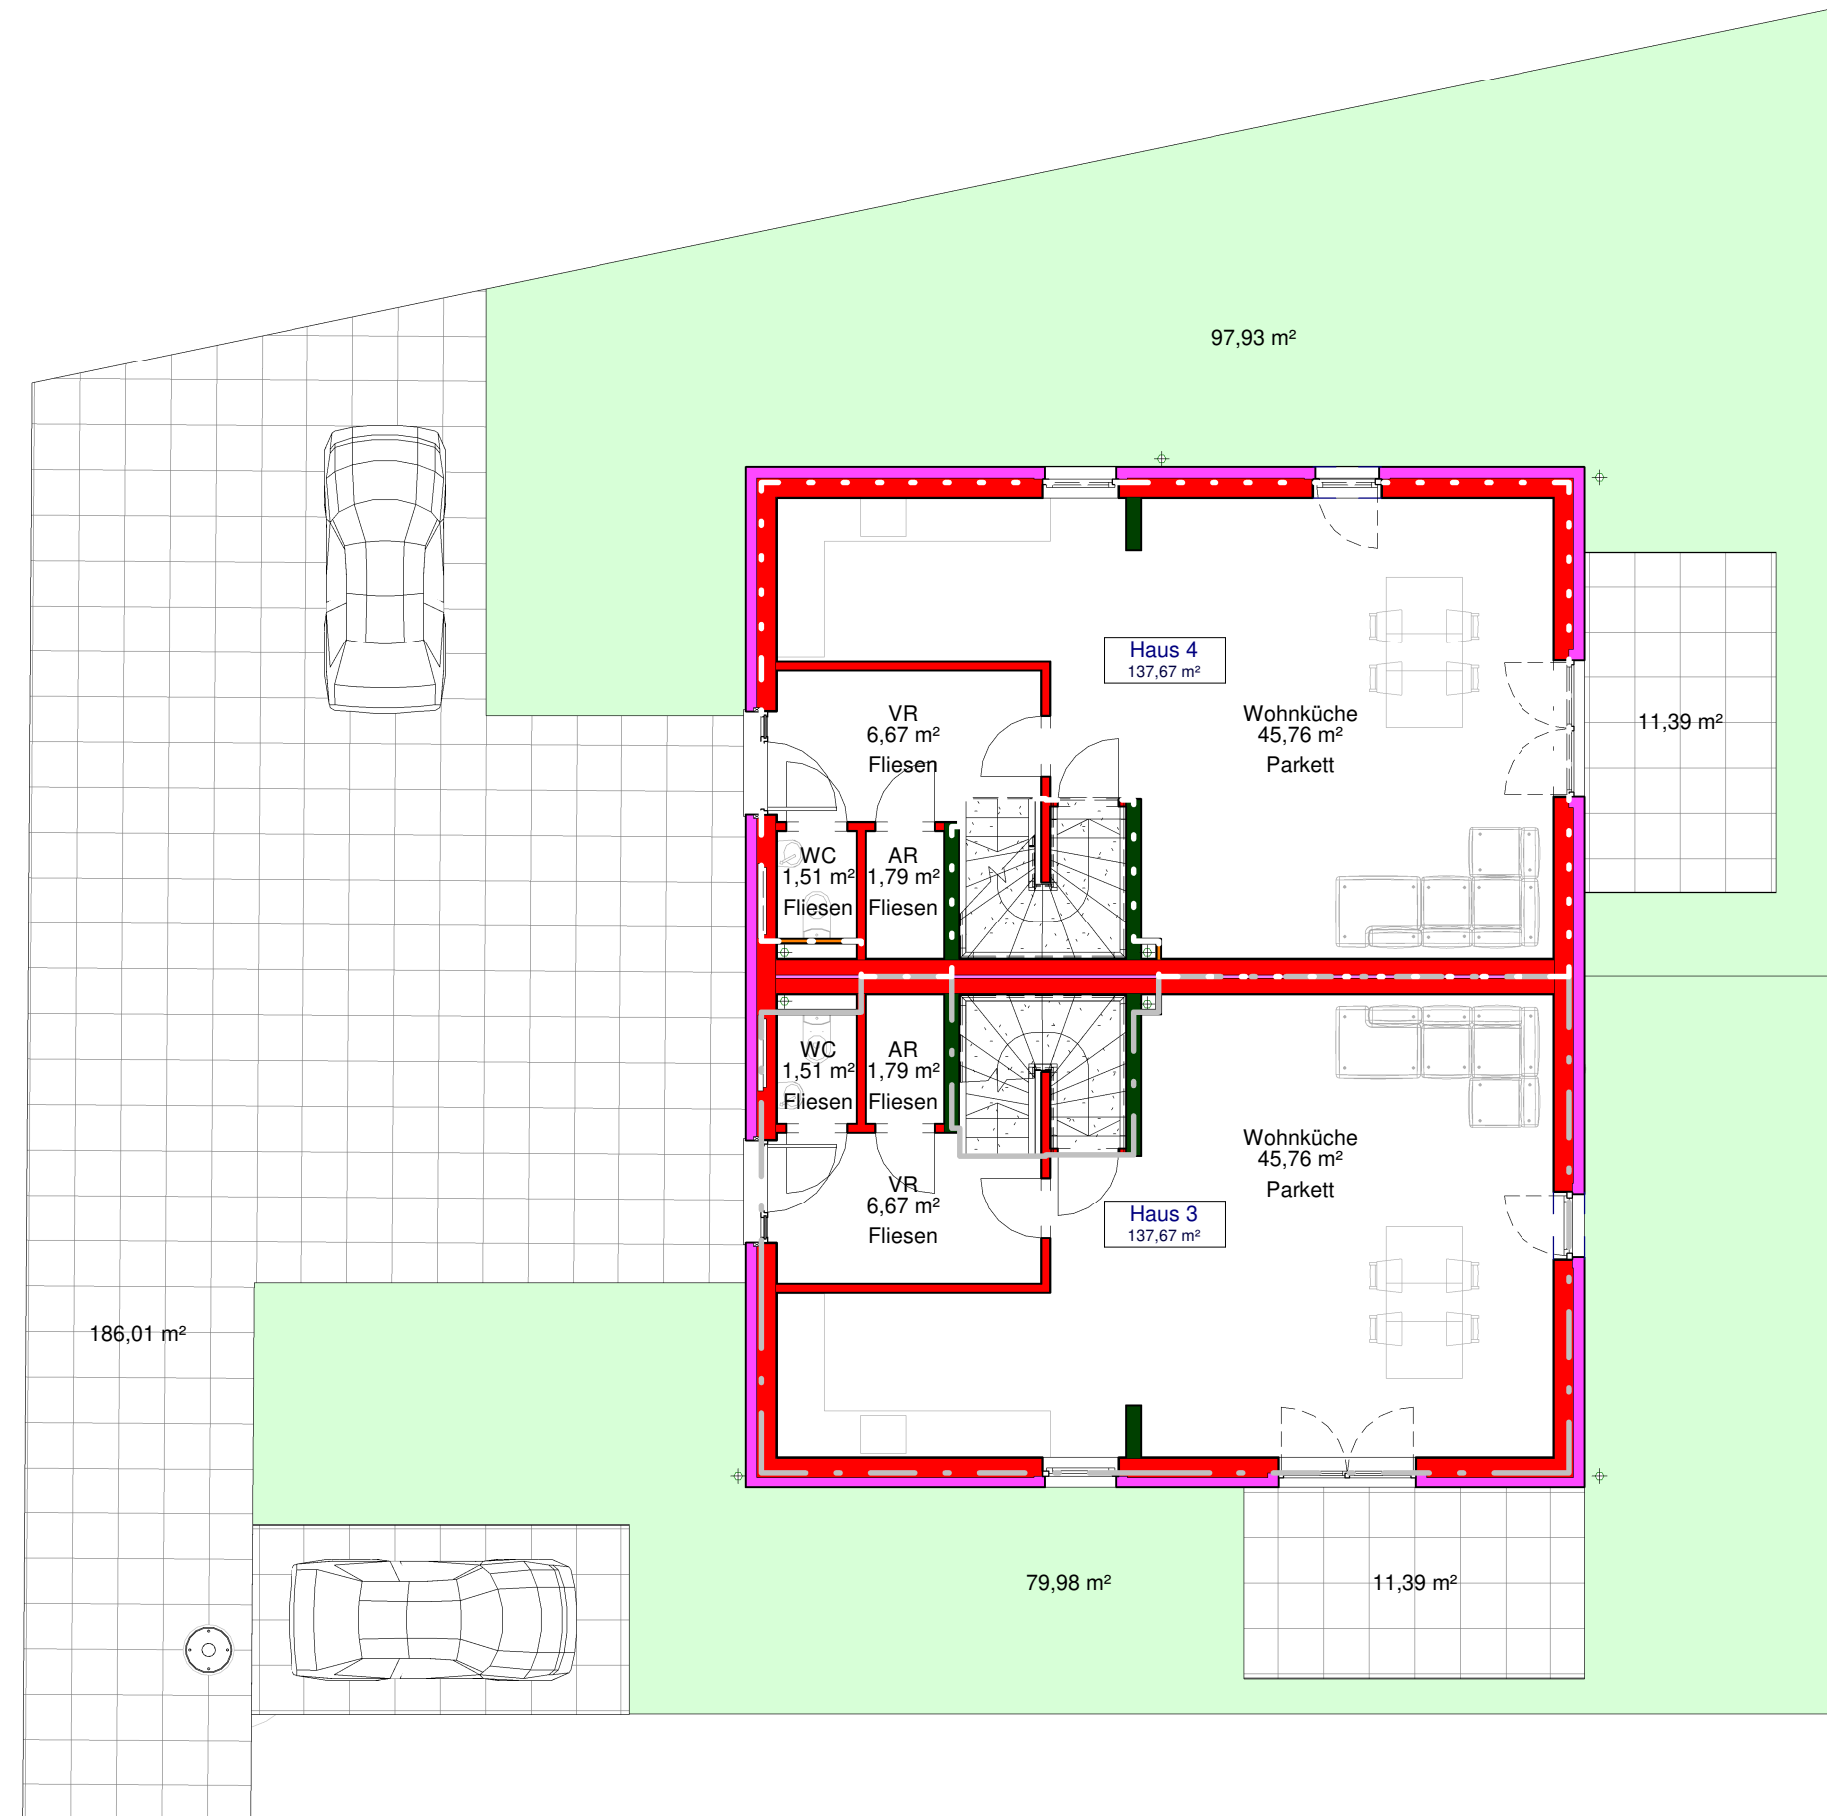 97,93 m²
Haus 4
137,67 m²
VR
6,67 m²
Fliesen
Wohnküche
45,76 m²
Parkett
11,39 m²
WC
1,51 m²
Fliesen
AR
1,79 m²
Fliesen
WC
1,51 m²
Fliesen
AR
1,79 m²
Fliesen
Wohnküche
45,76 m²
Parkett
VR
6,67 m²
Fliesen
Haus 3
137,67 m²
186,01 m²
79,98 m²
11,39 m²